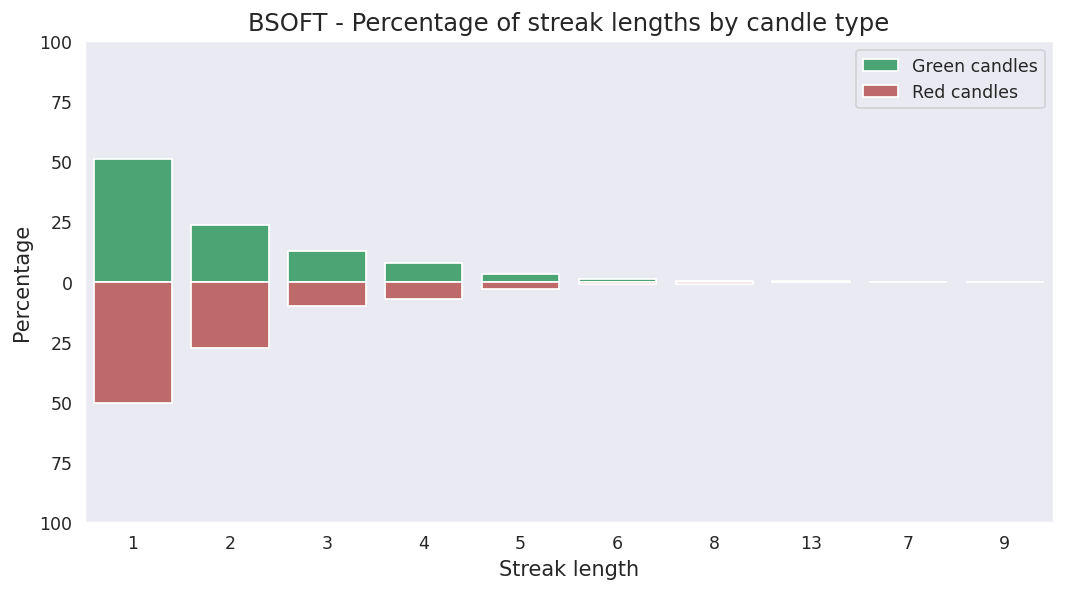 BSOFT - Percentage of streak lengths by candle type
Green candles
Red candles
Percentage
100
75
50
25
0
25
50
75
100
1 2 3 4 5 6 8 13 7 9
Streak length